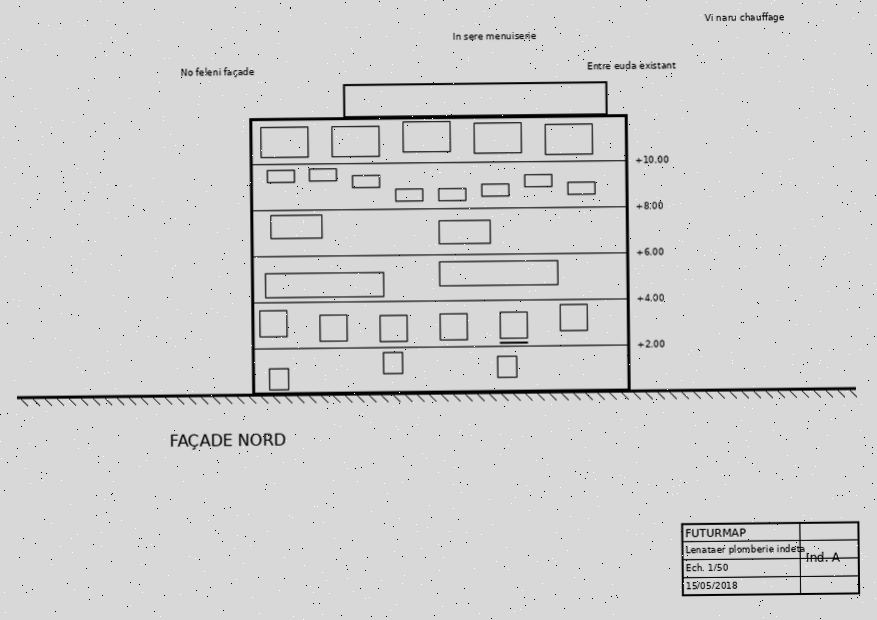 Vi naru chauffage
In sere menuiserie
Entre euda existant
No feleni façade
+10.00
+8.00
+6.00
+4.00
+2.00
FAÇADE NORD
FUTURMAP
Lenataer plomberie indeta
Ind. A
Ech. 1/50
15/05/2018